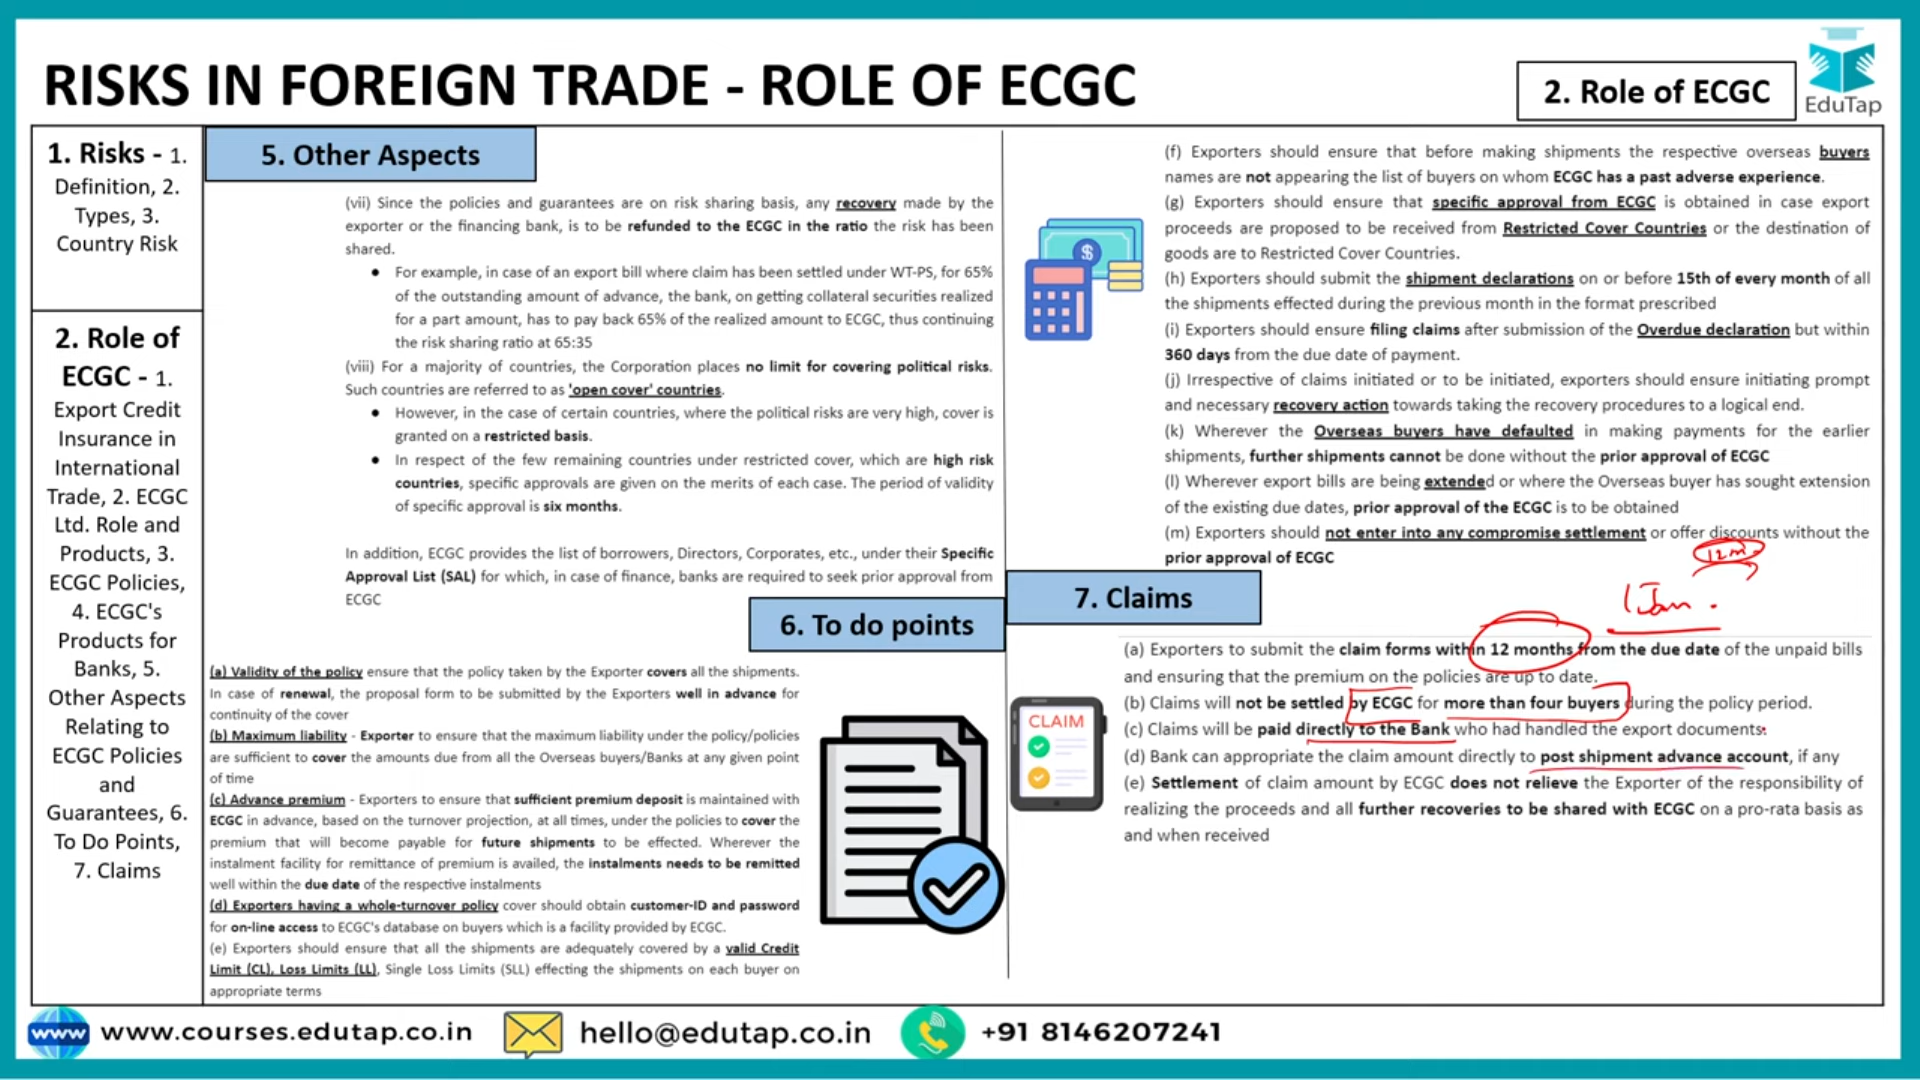 RISKS IN FOREIGN TRADE - ROLE OF ECGC
2. Role of ECGC
EduTap
1. Risks - 1.
Definition, 2.
Types, 3.
Country Risk
2. Role of
ECGC - 1.
Export Credit
Insurance in
International
Trade, 2. ECGC
Ltd. Role and
Products, 3.
ECGC Policies,
4. ECGC's
Products for
Banks, 5.
Other Aspects
Relating to
ECGC Policies
and
Guarantees, 6.
To Do Points,
7. Claims
5. Other Aspects
(vii) Since the policies and guarantees are on risk sharing basis, any recovery made by the
exporter or the financing bank, is to be refunded to the ECGC in the ratio the risk has been
shared.
● For example, in case of an export bill where claim has been settled under WT-PS, for 65%
of the outstanding amount of advance, the bank, on getting collateral securities realized
for a part amount, has to pay back 65% of the realized amount to ECGC, thus continuing
the risk sharing ratio at 65:35
(viii) For a majority of countries, the Corporation places no limit for covering political risks.
Such countries are referred to as 'open cover' countries.
● However, in the case of certain countries, where the political risks are very high, cover is
granted on a restricted basis.
● In respect of the few remaining countries under restricted cover, which are high risk
countries, specific approvals are given on the merits of each case. The period of validity
of specific approval is six months.
In addition, ECGC provides the list of borrowers, Directors, Corporates, etc., under their Specific
Approval List (SAL) for which, in case of finance, banks are required to seek prior approval from
ECGC
6. To do points
(a) Validity of the policy ensure that the policy taken by the Exporter covers all the shipments.
In case of renewal, the proposal form to be submitted by the Exporters well in advance for
continuity of the cover
(b) Maximum liability - Exporter to ensure that the maximum liability under the policy/policies
are sufficient to cover the amounts due from all the Overseas buyers/Banks at any given point
of time
(c) Advance premium - Exporters to ensure that sufficient premium deposit is maintained with
ECGC in advance, based on the turnover projection, at all times, under the policies to cover the
premium that will become payable for future shipments to be effected. Wherever the
instalment facility for remittance of premium is availed, the instalments needs to be remitted
well within the due date of the respective instalments
(d) Exporters having a whole-turnover policy cover should obtain customer-ID and password
for on-line access to ECGC's database on buyers which is a facility provided by ECGC.
(e) Exporters should ensure that all the shipments are adequately covered by a valid Credit
Limit (CL), Loss Limits (LL), Single Loss Limits (SLL) effecting the shipments on each buyer on
appropriate terms
(f) Exporters should ensure that before making shipments the respective overseas buyers
names are not appearing the list of buyers on whom ECGC has a past adverse experience.
(g) Exporters should ensure that specific approval from ECGC is obtained in case export
proceeds are proposed to be received from Restricted Cover Countries or the destination of
goods are to Restricted Cover Countries.
(h) Exporters should submit the shipment declarations on or before 15th of every month of all
the shipments effected during the previous month in the format prescribed
(i) Exporters should ensure filing claims after submission of the Overdue declaration but within
360 days from the due date of payment.
(j) Irrespective of claims initiated or to be initiated, exporters should ensure initiating prompt
and necessary recovery action towards taking the recovery procedures to a logical end.
(k) Wherever the Overseas buyers have defaulted in making payments for the earlier
shipments, further shipments cannot be done without the prior approval of ECGC
(l) Wherever export bills are being extended or where the Overseas buyer has sought extension
of the existing due dates, prior approval of the ECGC is to be obtained
(m) Exporters should not enter into any compromise settlement or offer discounts without the
prior approval of ECGC
12 m
1 Jan.
7. Claims
CLAIM
(a) Exporters to submit the claim forms within 12 months from the due date of the unpaid bills
and ensuring that the premium on the policies are up to date.
(b) Claims will not be settled by ECGC for more than four buyers during the policy period.
(c) Claims will be paid directly to the Bank who had handled the export documents.
(d) Bank can appropriate the claim amount directly to post shipment advance account, if any
(e) Settlement of claim amount by ECGC does not relieve the Exporter of the responsibility of
realizing the proceeds and all further recoveries to be shared with ECGC on a pro-rata basis as
and when received
www www.courses.edutap.co.in hello@edutap.co.in +91 8146207241